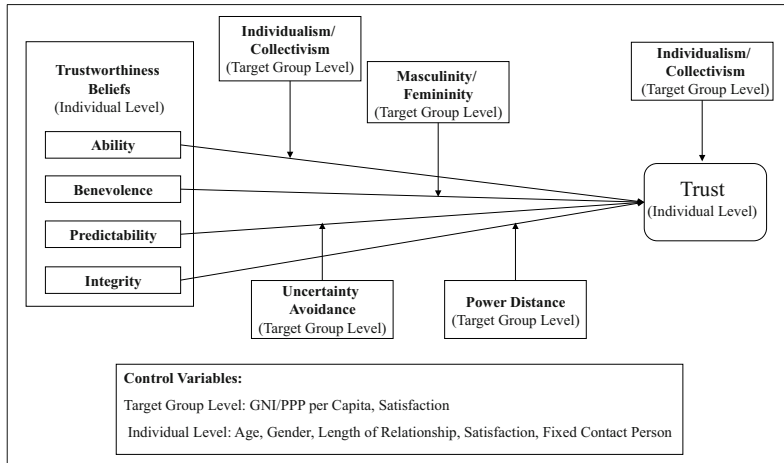 Trustworthiness
Beliefs
(Individual Level)
Ability
Benevolence
Predictability
Integrity
Individualism/
Collectivism
(Target Group Level)
Masculinity/
Femininity
(Target Group Level)
Uncertainty
Avoidance
(Target Group Level)
Power Distance
(Target Group Level)
Individualism/
Collectivism
(Target Group Level)
Trust
(Individual Level)
Control Variables:
Target Group Level: GNI/PPP per Capita, Satisfaction
Individual Level: Age, Gender, Length of Relationship, Satisfaction, Fixed Contact Person